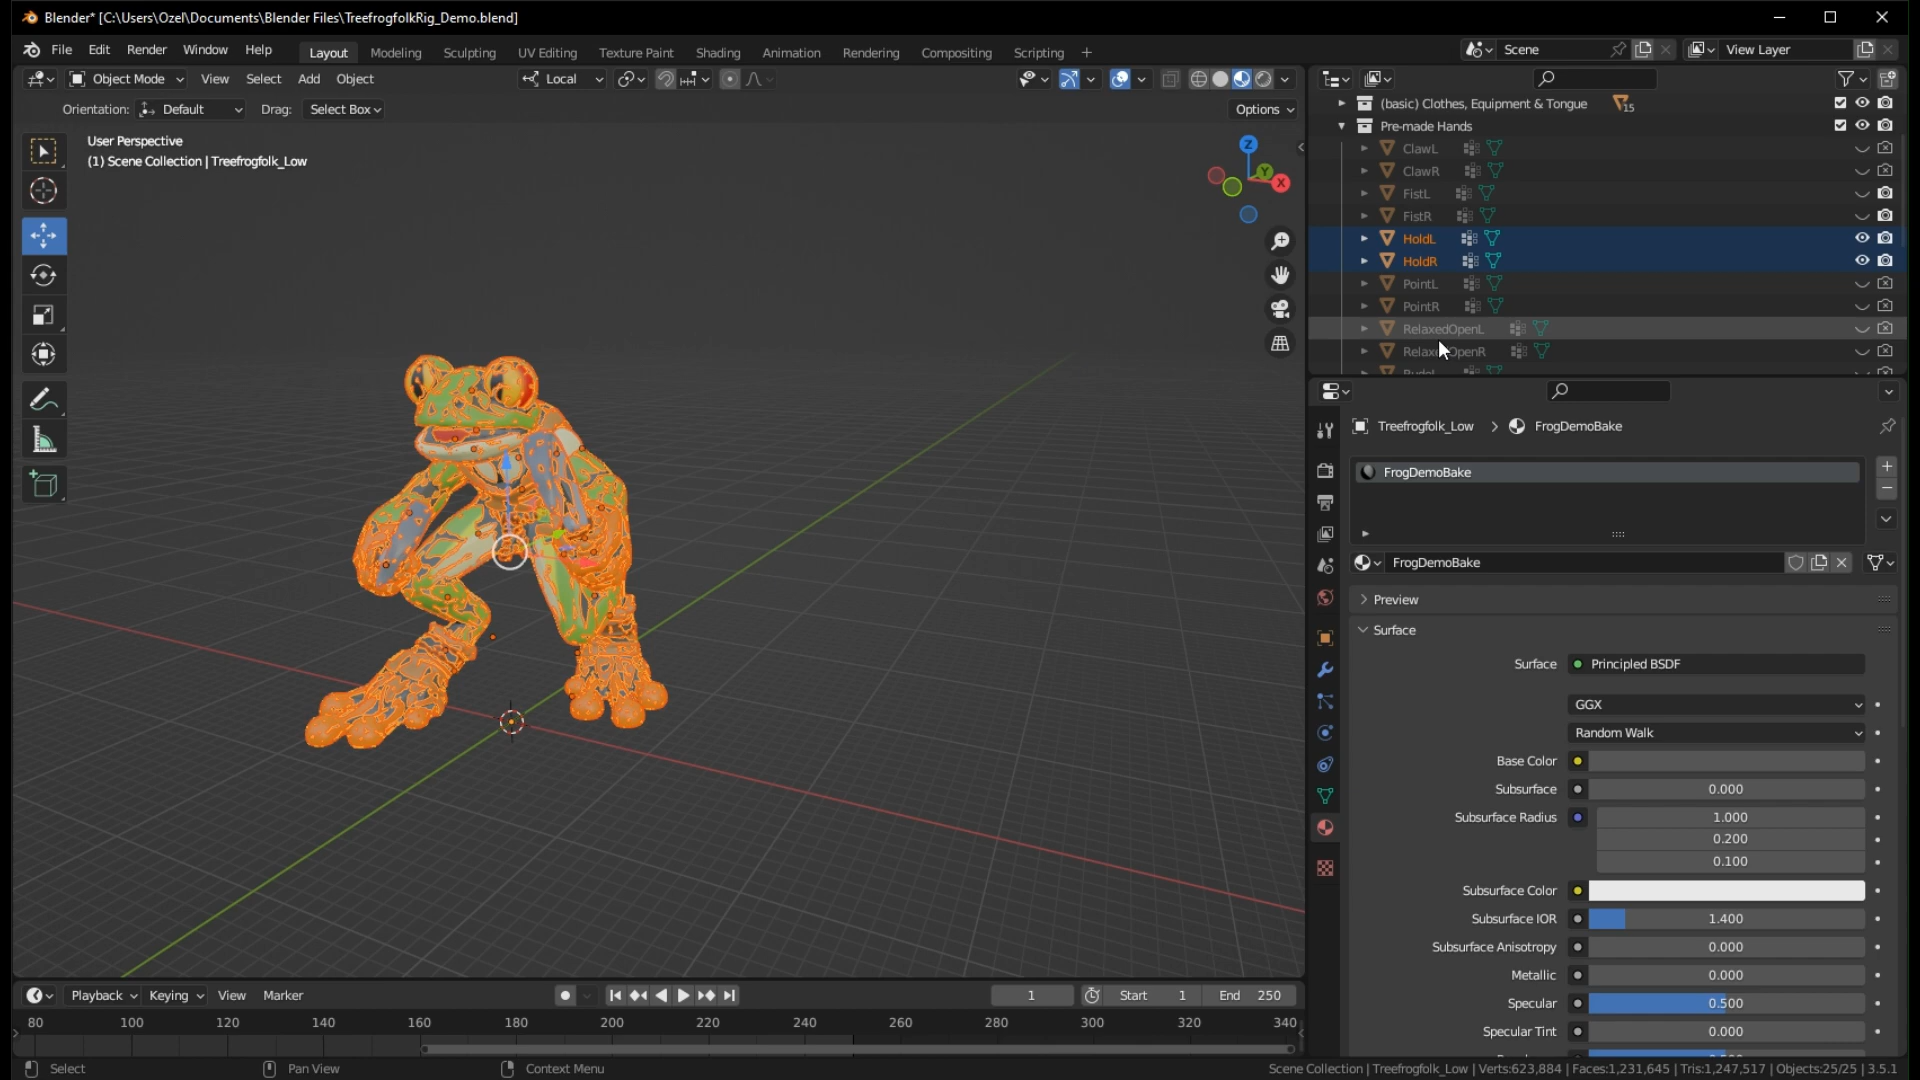 Blender* [C:\Users\Ozel\Documents\Blender Files\TreefrogfolkRig_Demo.blend]
File Edit Render Window Help Layout Modeling Sculpting UV Editing Texture Paint Shading Animation Rendering Compositing Scripting + Scene View Layer
Object Mode View Select Add Object Local
Orientation: Default Drag: Select Box Options
User Perspective
(1) Scene Collection | Treefrogfolk_Low
Z
Y
X
(basic) Clothes, Equipment & Tongue 15
Pre-made Hands
ClawL
ClawR
FistL
FistR
HoldL
HoldR
PointL
PointR
RelaxedOpenL
Treefrogfolk_Low > FrogDemoBake
FrogDemoBake
FrogDemoBake
Preview
Surface
Surface Principled BSDF
GGX
Random Walk
Base Color
Subsurface 0.000
Subsurface Radius 1.000
0.200
0.100
Subsurface Color
Subsurface IOR 1.400
Subsurface Anisotropy 0.000
Metallic 0.000
Specular 0.500
Specular Tint 0.000
Playback Keying View Marker 1 Start 1 End 250
80 100 120 140 160 180 200 220 240 260 280 300 320 340
Select Pan View Context Menu Scene Collection | Treefrogfolk_Low | Verts:623,884 | Faces:1,231,645 | Tris:1,247,517 | Objects:25/25 | 3.5.1